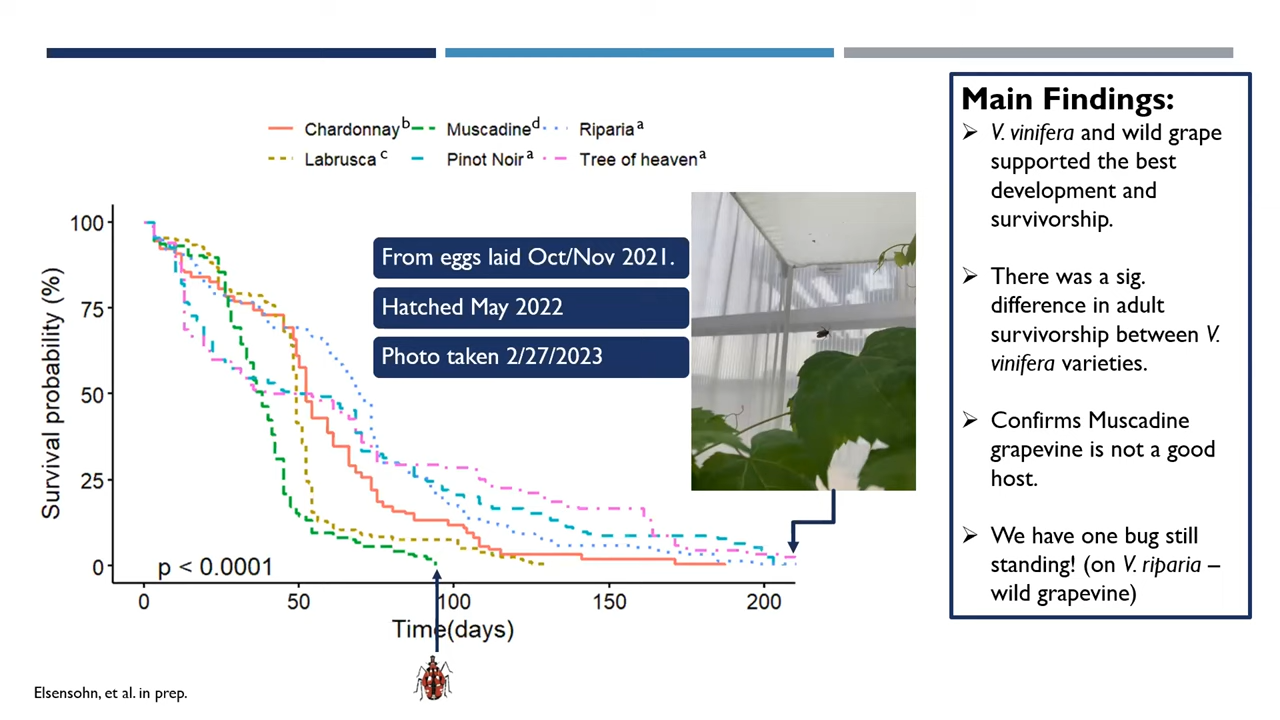 Chardonnay b Muscadine d Riparia a
Labrusca c Pinot Noir a Tree of heaven a
Survival probability (%)
100
75
50
25
0
p < 0.0001
0 50 100 150 200
Time(days)
From eggs laid Oct/Nov 2021.
Hatched May 2022
Photo taken 2/27/2023
Main Findings:
➢ V. vinifera and wild grape
supported the best
development and
survivorship.
➢ There was a sig.
difference in adult
survivorship between V.
vinifera varieties.
➢ Confirms Muscadine
grapevine is not a good
host.
➢ We have one bug still
standing! (on V. riparia –
wild grapevine)
Elsensohn, et al. in prep.